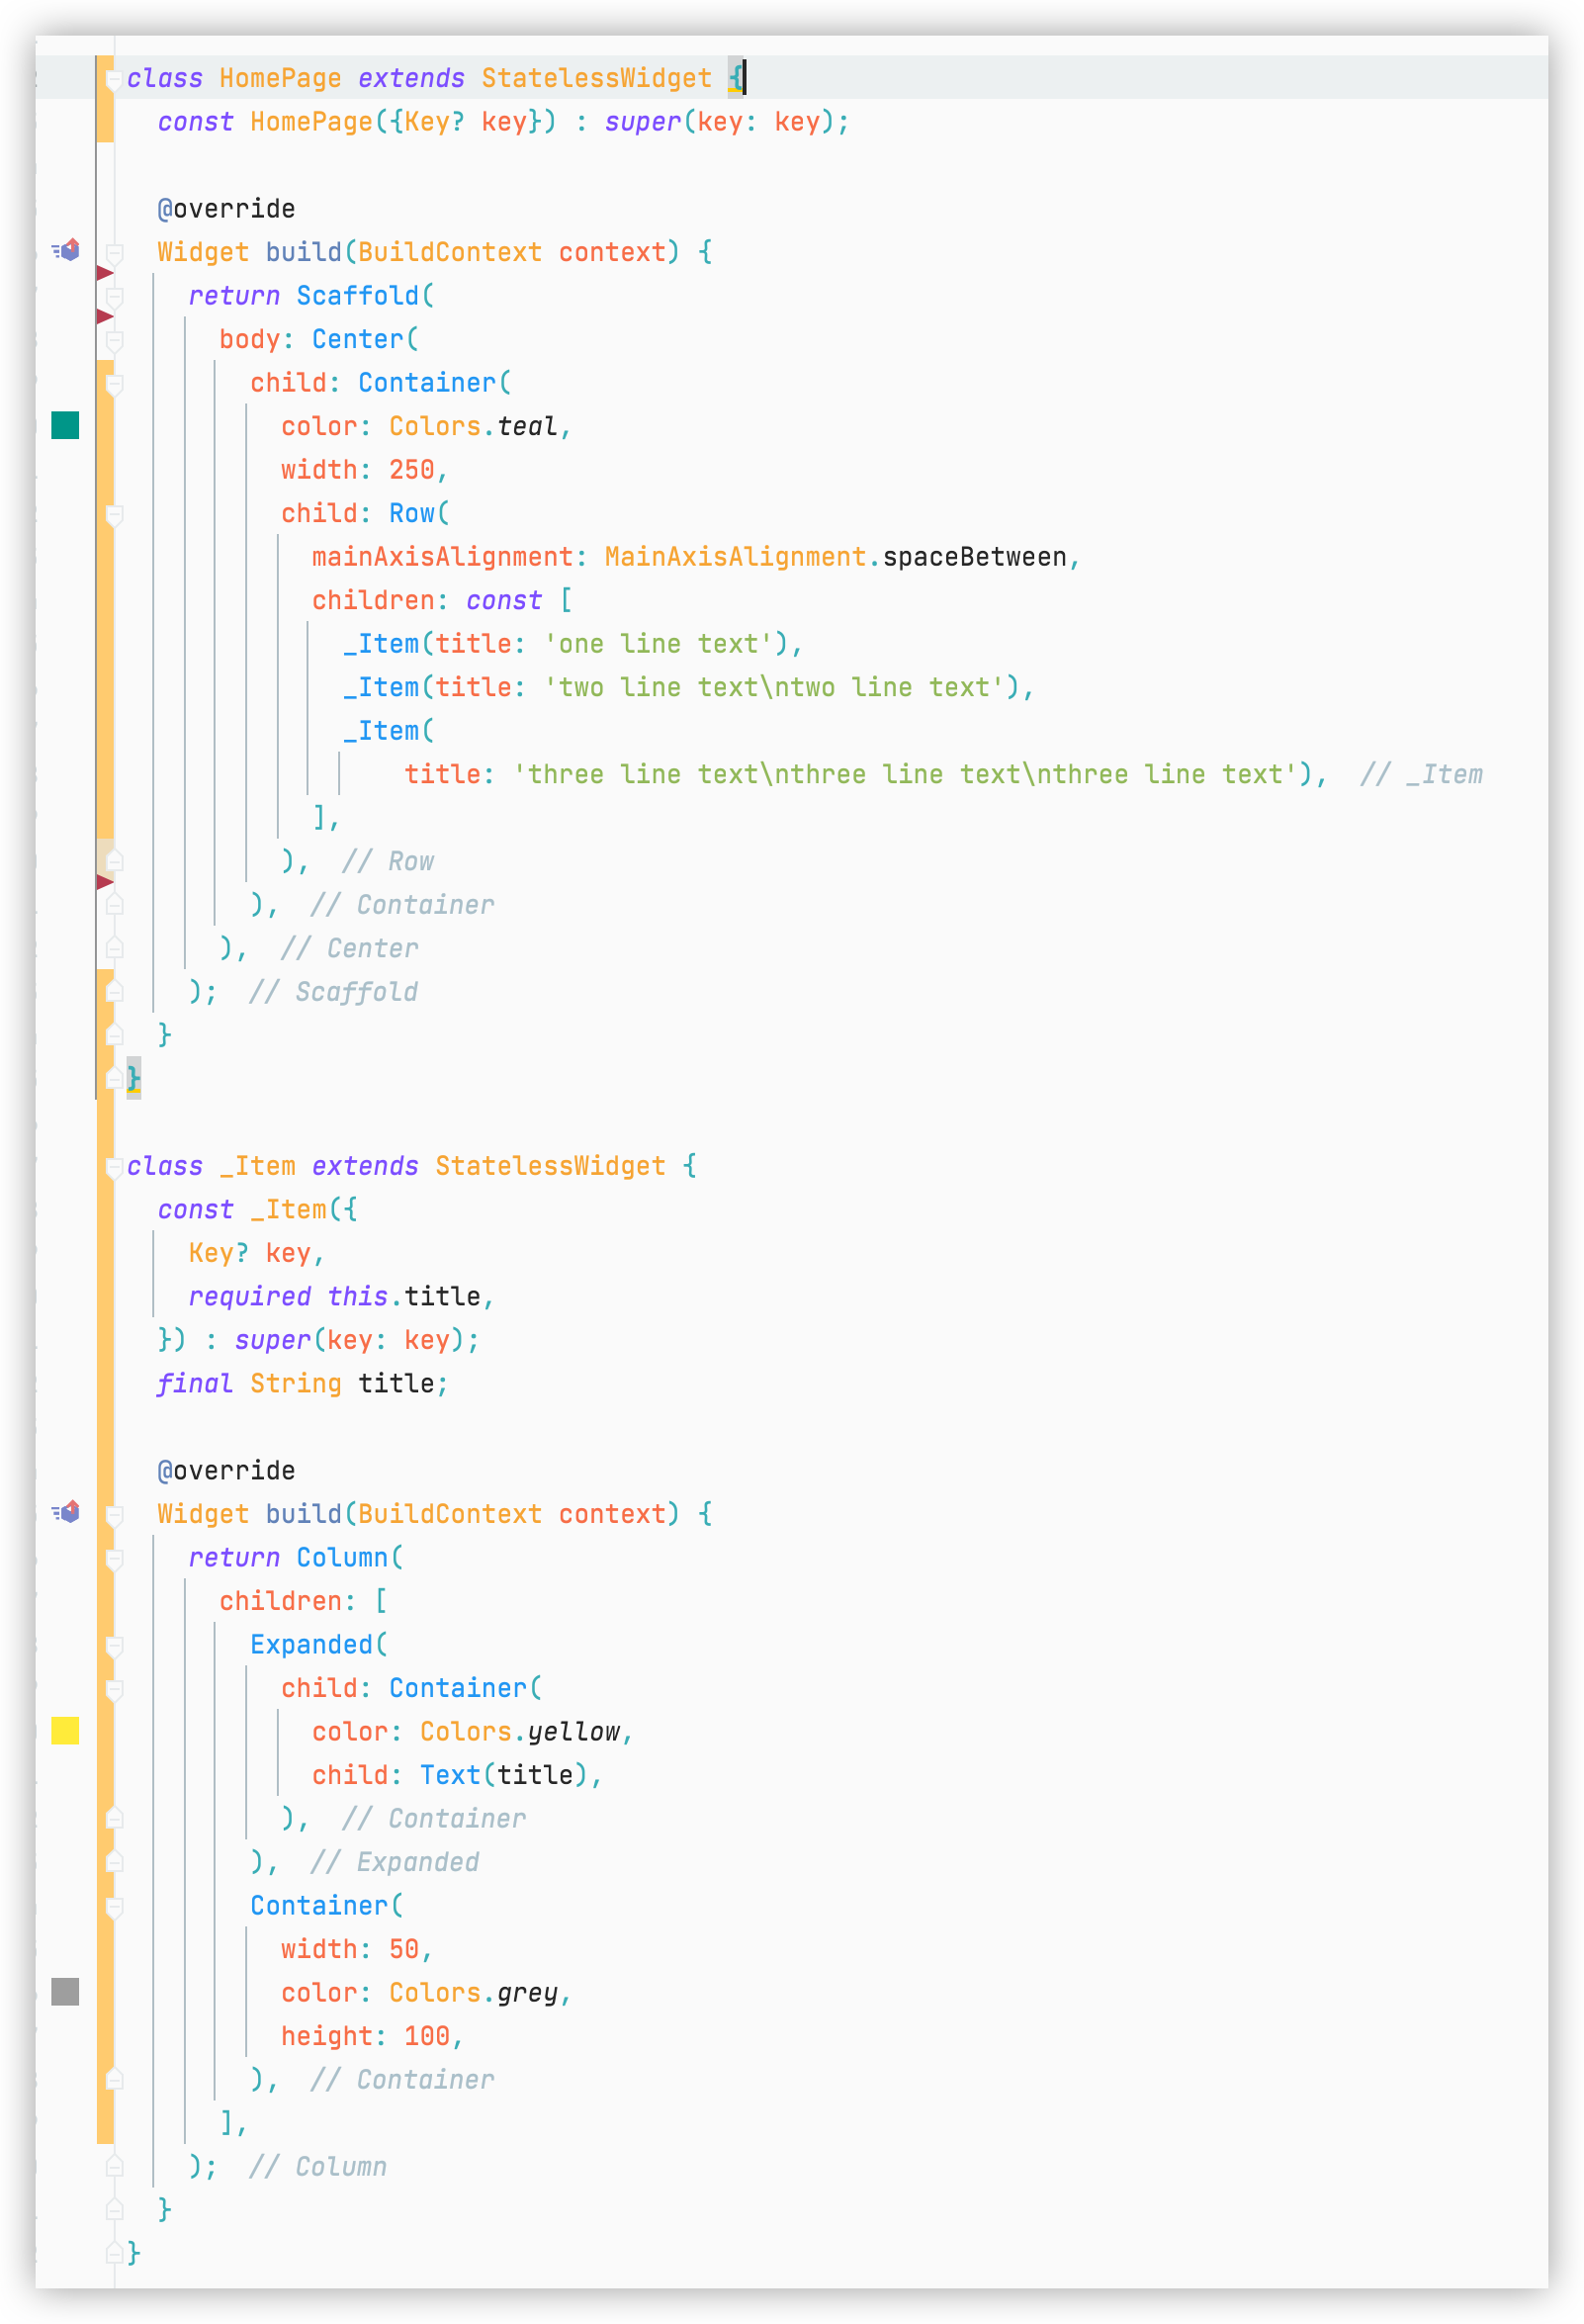 class HomePage extends StatelessWidget {
  const HomePage({Key? key}) : super(key: key);

  @override
  Widget build(BuildContext context) {
    return Scaffold(
      body: Center(
        child: Container(
          color: Colors.teal,
          width: 250,
          child: Row(
            mainAxisAlignment: MainAxisAlignment.spaceBetween,
            children: const [
              _Item(title: 'one line text'),
              _Item(title: 'two line text\ntwo line text'),
              _Item(
                  title: 'three line text\nthree line text\nthree line text'),  // _Item
            ],
          ),  // Row
        ),  // Container
      ),  // Center
    );  // Scaffold
  }
}

class _Item extends StatelessWidget {
  const _Item({
    Key? key,
    required this.title,
  }) : super(key: key);
  final String title;

  @override
  Widget build(BuildContext context) {
    return Column(
      children: [
        Expanded(
          child: Container(
            color: Colors.yellow,
            child: Text(title),
          ),  // Container
        ),  // Expanded
        Container(
          width: 50,
          color: Colors.grey,
          height: 100,
        ),  // Container
      ],
    );  // Column
  }
}